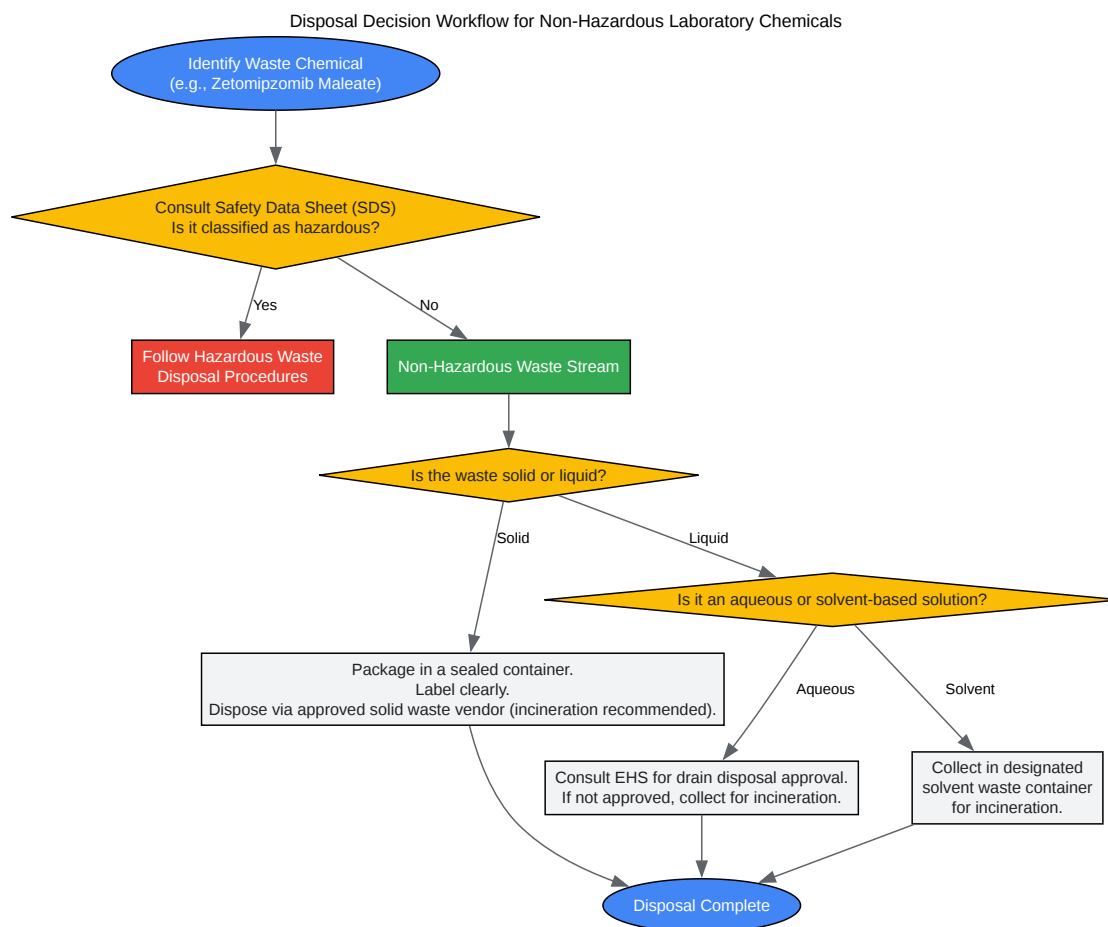 Disposal Decision Workflow for Non-Hazardous Laboratory Chemicals
Identify Waste Chemical
(e.g., Zetomipzomib Maleate)
Consult Safety Data Sheet (SDS)
Is it classified as hazardous?
Yes
No
Follow Hazardous Waste
Disposal Procedures
Non-Hazardous Waste Stream
Is the waste solid or liquid?
Solid
Liquid
Is it an aqueous or solvent-based solution?
Package in a sealed container.
Label clearly.
Dispose via approved solid waste vendor (incineration recommended).
Aqueous
Solvent
Consult EHS for drain disposal approval.
If not approved, collect for incineration.
Collect in designated
solvent waste container
for incineration.
Disposal Complete